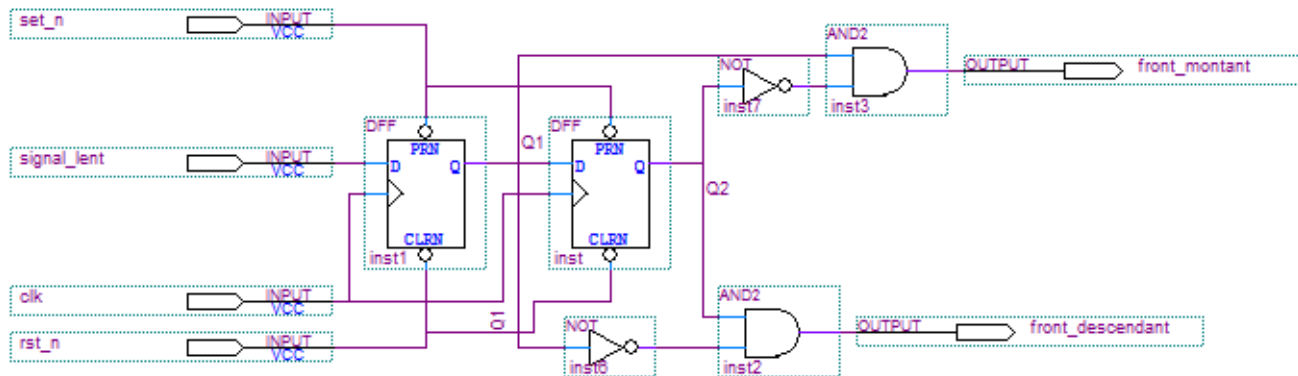 set_n
INPUT
VCC
signal_lent
INPUT
VCC
clk
INPUT
VCC
rst_n
INPUT
VCC
DFF
PRN
D
Q
CLRN
inst1
Q1
DFF
PRN
D
Q
CLRN
inst
Q2
Q1
NOT
inst7
AND2
inst3
OUTPUT
front_montant
NOT
inst6
AND2
inst2
OUTPUT
front_descendant